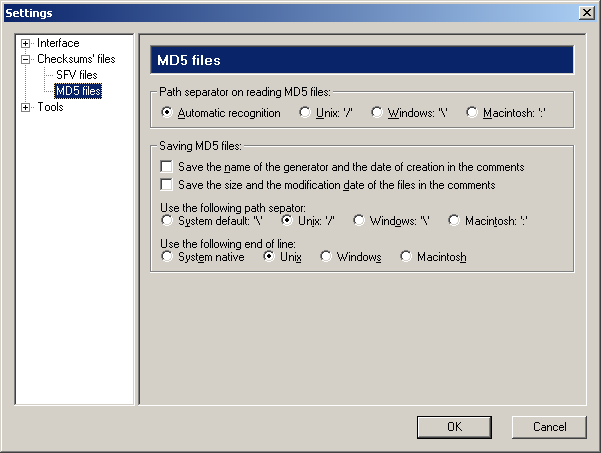 Settings
Interface
Checksums' files
SFV files
MD5 files
Tools
MD5 files
Path separator on reading MD5 files:
Automatic recognition Unix: '/' Windows: '\' Macintosh: ':'
Saving MD5 files:
Save the name of the generator and the date of creation in the comments
Save the size and the modification date of the files in the comments
Use the following path sepator:
System default: '\' Unix: '/' Windows: '\' Macintosh: ':'
Use the following end of line:
System native Unix Windows Macintosh
OK Cancel